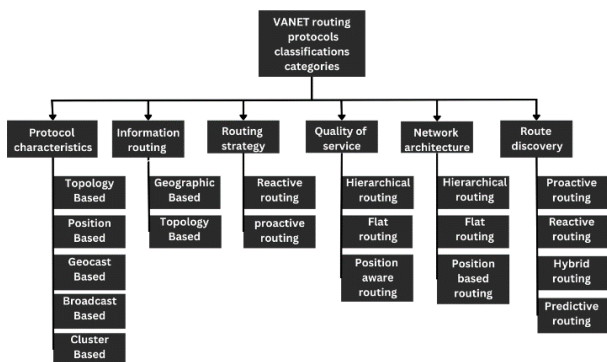 VANET routing
protocols
classifications
categories
Protocol
characteristics
Information
routing
Routing
strategy
Quality of
service
Network
architecture
Route
discovery
Topology
Based
Position
Based
Geocast
Based
Broadcast
Based
Cluster
Based
Geographic
Based
Topology
Based
Reactive
routing
proactive
routing
Hierarchical
routing
Flat
routing
Position
aware
routing
Hierarchical
routing
Flat
routing
Position
based
routing
Proactive
routing
Reactive
routing
Hybrid
routing
Predictive
routing